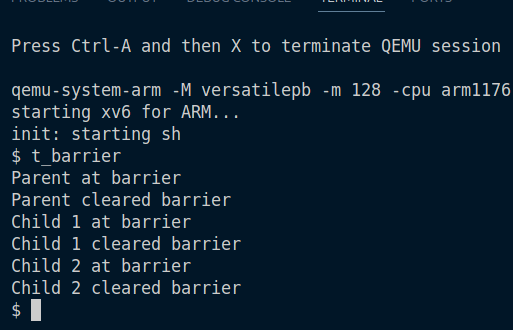 PROBLEMS OUTPUT DEBUG CONSOLE TERMINAL PORTS
Press Ctrl-A and then X to terminate QEMU session
qemu-system-arm -M versatilepb -m 128 -cpu arm1176
starting xv6 for ARM...
init: starting sh
$ t_barrier
Parent at barrier
Parent cleared barrier
Child 1 at barrier
Child 1 cleared barrier
Child 2 at barrier
Child 2 cleared barrier
$